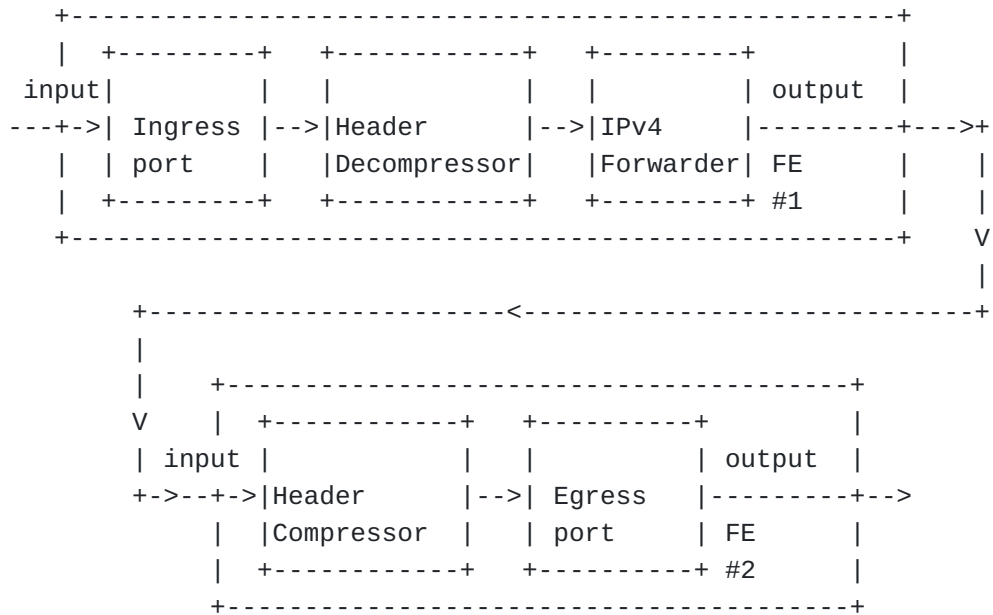 +-----------------------------------------------------+
   |  +---------+   +------------+   +---------+         |
 input|         |   |            |   |         | output  |
---+->| Ingress |-->|Header      |-->|IPv4     |---------+--->+
   |  | port    |   |Decompressor|   |Forwarder| FE      |    |
   |  +---------+   +------------+   +---------+ #1      |    |
   +-----------------------------------------------------+    V
                                                              |
        +-----------------------<-----------------------------+
        |
        |    +----------------------------------------+
        V    |  +------------+   +----------+         |
        | input |            |   |          | output  |
        +->--+->|Header      |-->| Egress   |---------+-->
             |  |Compressor  |   | port     | FE      |
             |  +------------+   +----------+ #2      |
             +----------------------------------------+